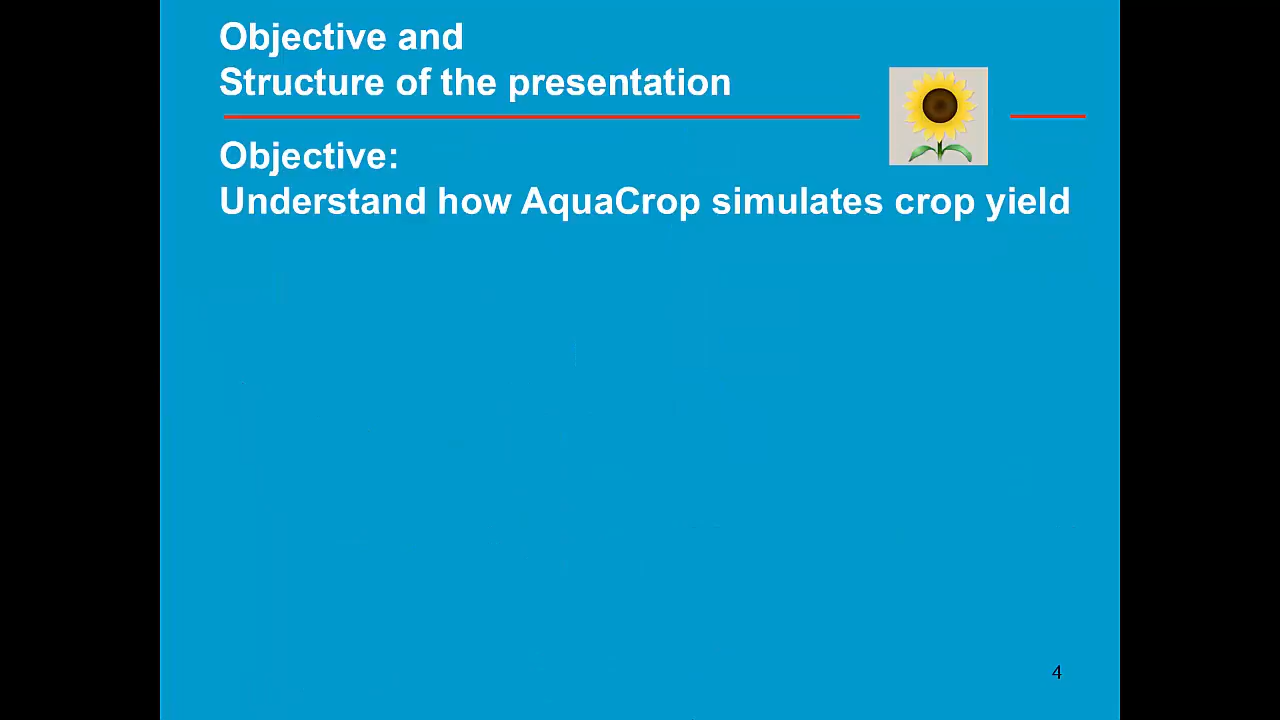 Objective and
Structure of the presentation
Objective:
Understand how AquaCrop simulates crop yield
4